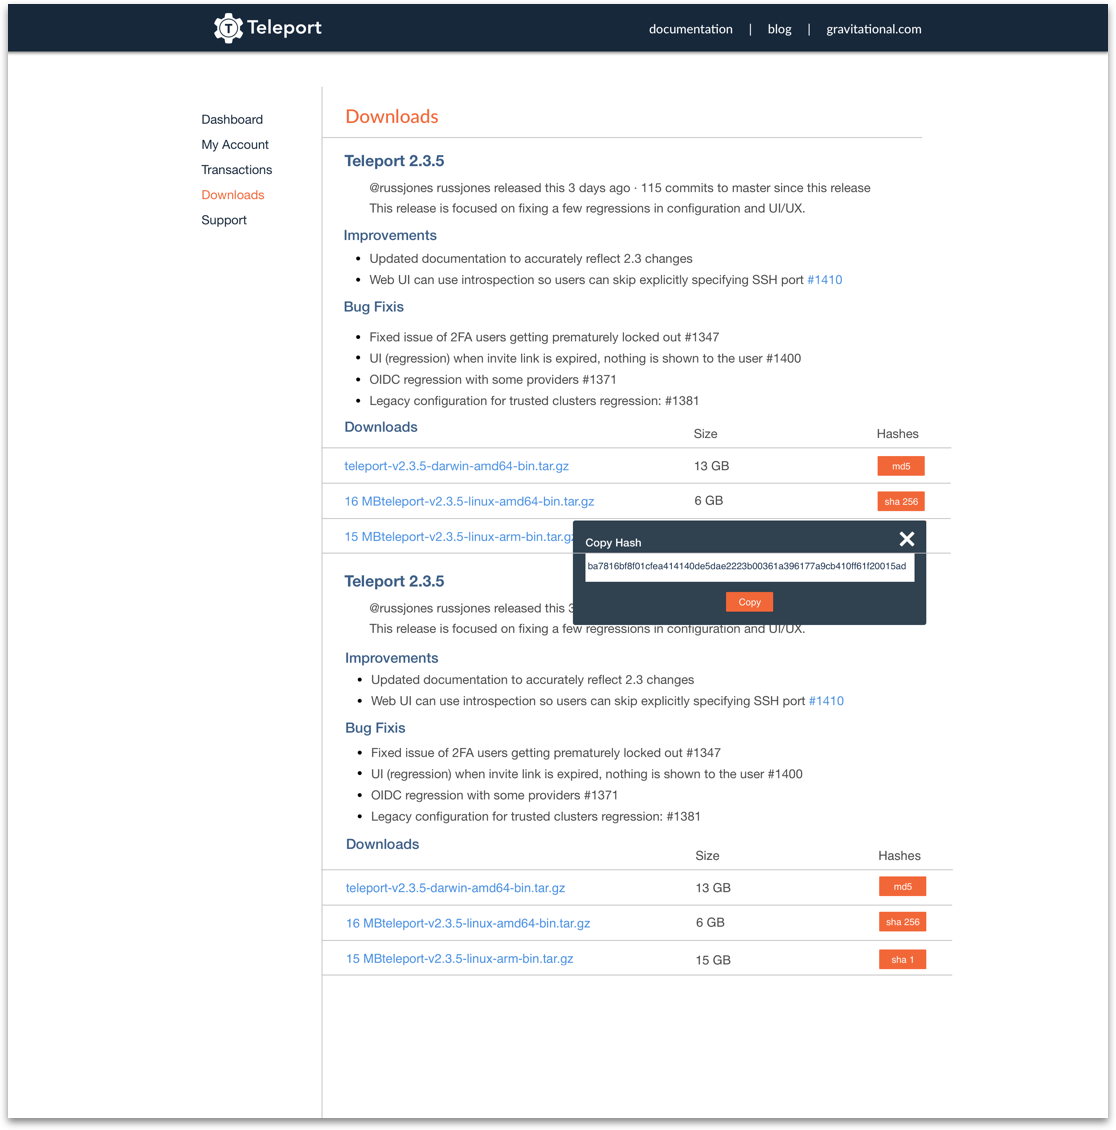 Teleport
documentation | blog | gravitational.com
Dashboard
My Account
Transactions
Downloads
Support
Downloads
Teleport 2.3.5
@russjones russjones released this 3 days ago · 115 commits to master since this release
This release is focused on fixing a few regressions in configuration and UI/UX.
Improvements
• Updated documentation to accurately reflect 2.3 changes
• Web UI can use introspection so users can skip explicitly specifying SSH port #1410
Bug Fixis
• Fixed issue of 2FA users getting prematurely locked out #1347
• UI (regression) when invite link is expired, nothing is shown to the user #1400
• OIDC regression with some providers #1371
• Legacy configuration for trusted clusters regression: #1381
Downloads Size Hashes
teleport-v2.3.5-darwin-amd64-bin.tar.gz 13 GB md5
16 MBteleport-v2.3.5-linux-amd64-bin.tar.gz 6 GB sha 256
15 MBteleport-v2.3.5-linux-arm-bin.tar.gz
Copy Hash
ba7816bf8f01cfea414140de5dae2223b00361a396177a9cb410ff61f20015ad
Copy
Teleport 2.3.5
@russjones russjones released this 3
This release is focused on fixing a few regressions in configuration and UI/UX.
Improvements
• Updated documentation to accurately reflect 2.3 changes
• Web UI can use introspection so users can skip explicitly specifying SSH port #1410
Bug Fixis
• Fixed issue of 2FA users getting prematurely locked out #1347
• UI (regression) when invite link is expired, nothing is shown to the user #1400
• OIDC regression with some providers #1371
• Legacy configuration for trusted clusters regression: #1381
Downloads Size Hashes
teleport-v2.3.5-darwin-amd64-bin.tar.gz 13 GB md5
16 MBteleport-v2.3.5-linux-amd64-bin.tar.gz 6 GB sha 256
15 MBteleport-v2.3.5-linux-arm-bin.tar.gz 15 GB sha 1